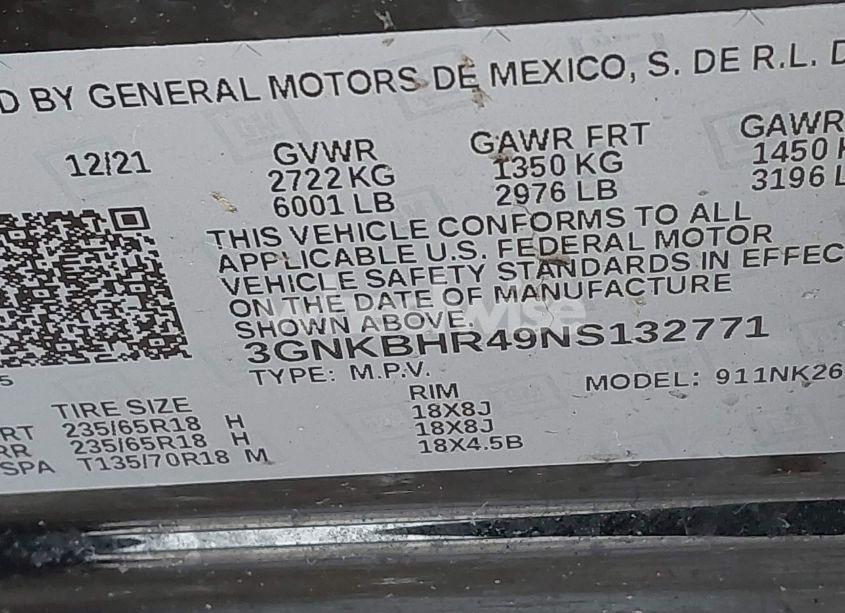 D BY GENERAL MOTORS DE MEXICO, S. DE R.L. D
12/21 GVWR GAWR FRT GAWR
2722 KG 1350 KG 1450 K
6001 LB 2976 LB 3196 L
THIS VEHICLE CONFORMS TO ALL
APPLICABLE U.S. FEDERAL MOTOR
VEHICLE SAFETY STANDARDS IN EFFEC
ON THE DATE OF MANUFACTURE
SHOWN ABOVE.
3GNKBHR49NS132771
5 TYPE: M.P.V. MODEL: 911NK26
TIRE SIZE RIM
RT 235/65R18 H 18X8J
RR 235/65R18 H 18X8J
SPA T135/70R18 M 18X4.5B